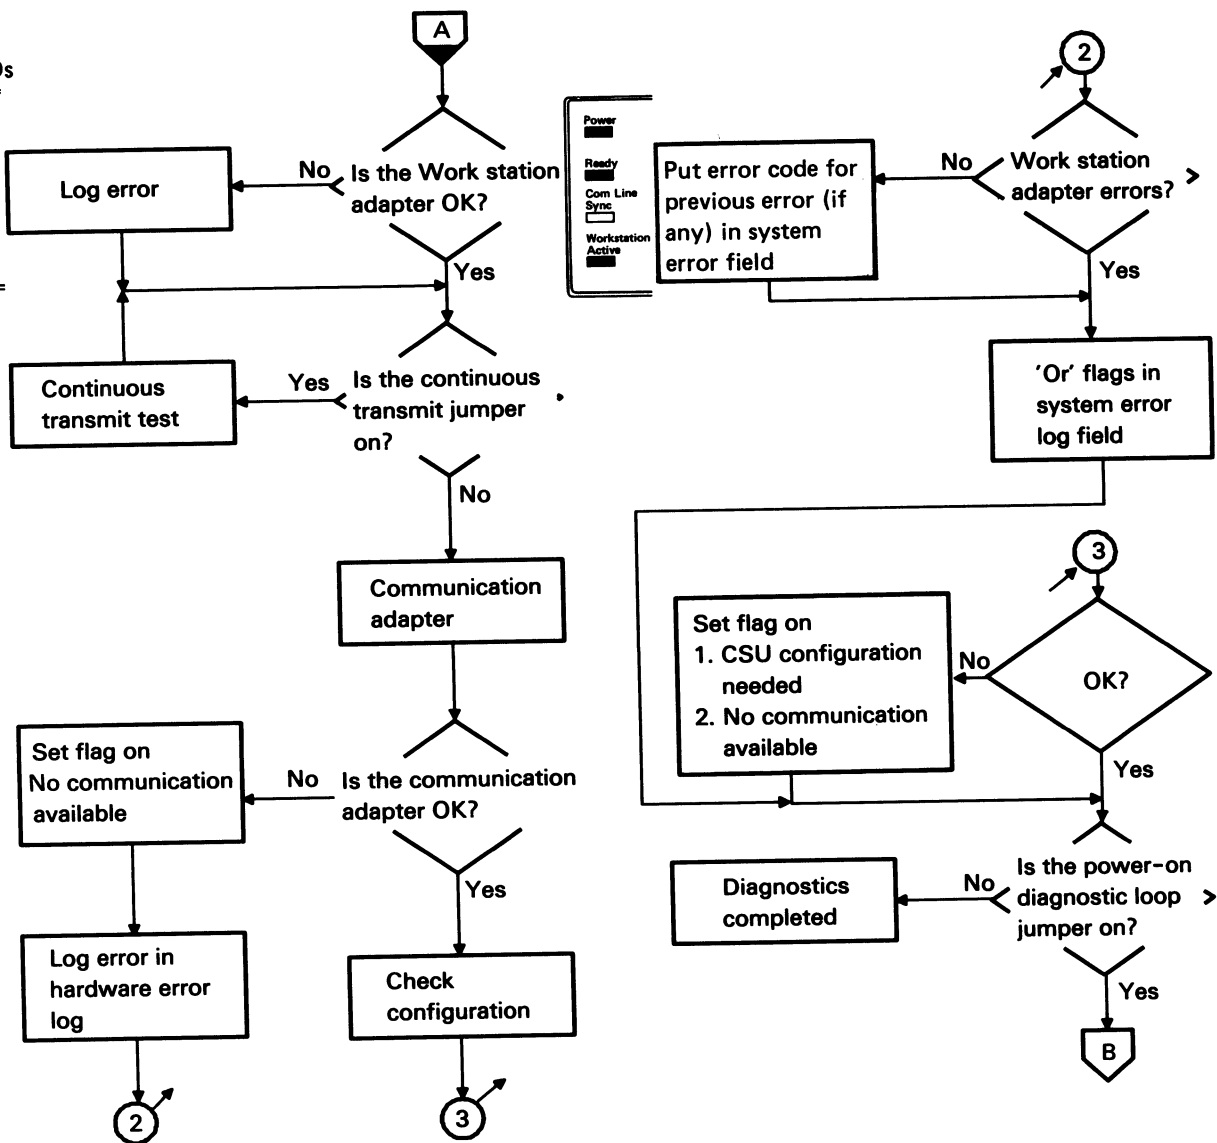 A
Is the Work station
adapter OK?
No
Log error
Yes
Is the continuous
transmit jumper
on?
Yes
Continuous
transmit test
No
Communication
adapter
Is the communication
adapter OK?
No
Set flag on
No communication
available
Log error in
hardware error
log
2
Yes
Check
configuration
3
Power
Ready
Com Line
Sync
Workstation
Active
2
Work station
adapter errors?
No
Put error code for
previous error (if
any) in system
error field
Yes
'Or' flags in
system error
log field
3
OK?
No
Set flag on
1. CSU configuration
needed
2. No communication
available
Yes
Is the power-on
diagnostic loop
jumper on?
No
Diagnostics
completed
Yes
B